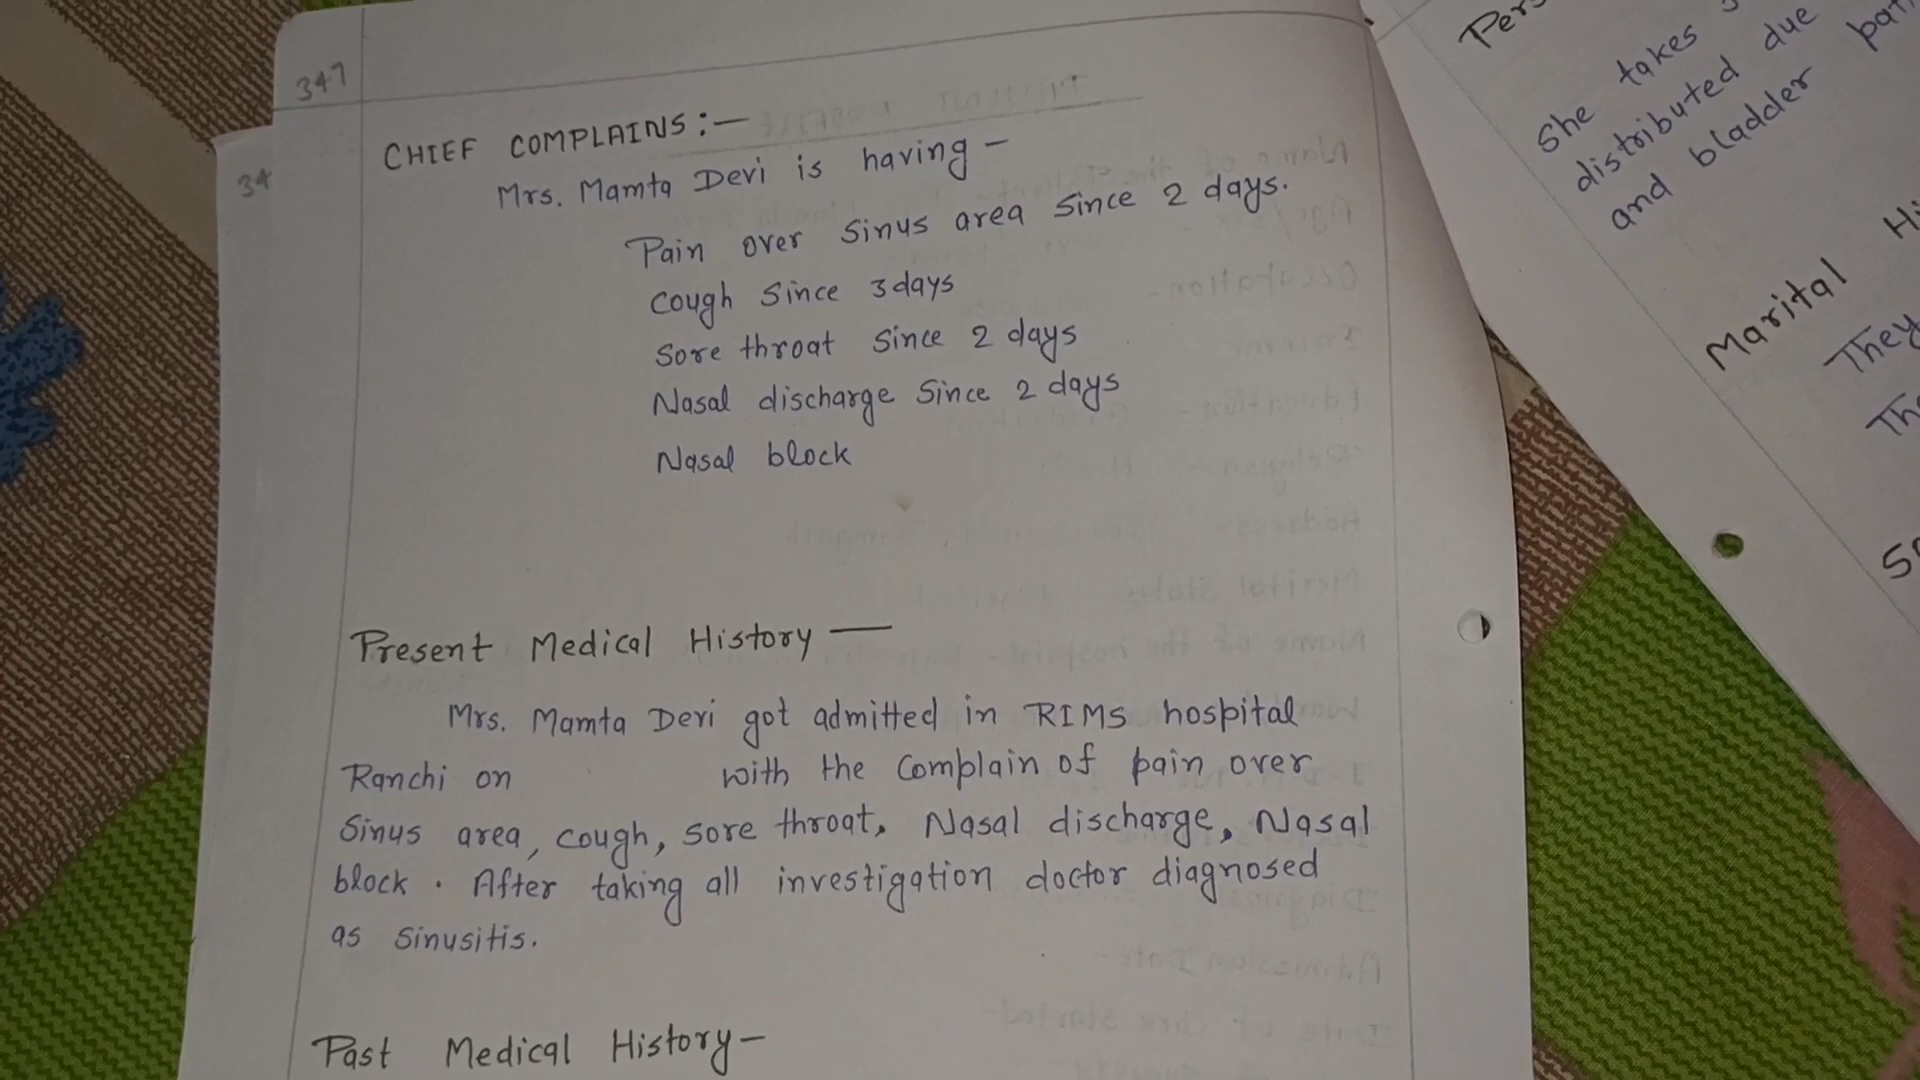 347
34
CHIEF COMPLAINS :-
Mrs. Mamta Devi is having -
Pain over Sinus area Since 2 days.
Cough Since 3 days
Sore throat Since 2 days
Nasal discharge Since 2 days
Nasal block
Present Medical History -
Mrs. Mamta Devi got admitted in RIMS hospital
Ranchi on with the Complain of pain over
Sinus area, cough, sore throat, Nasal discharge, Nasal
block. After taking all investigation doctor diagnosed
as sinusitis.
Past Medical History -
She takes
distributed due
and bladder
Marital
They